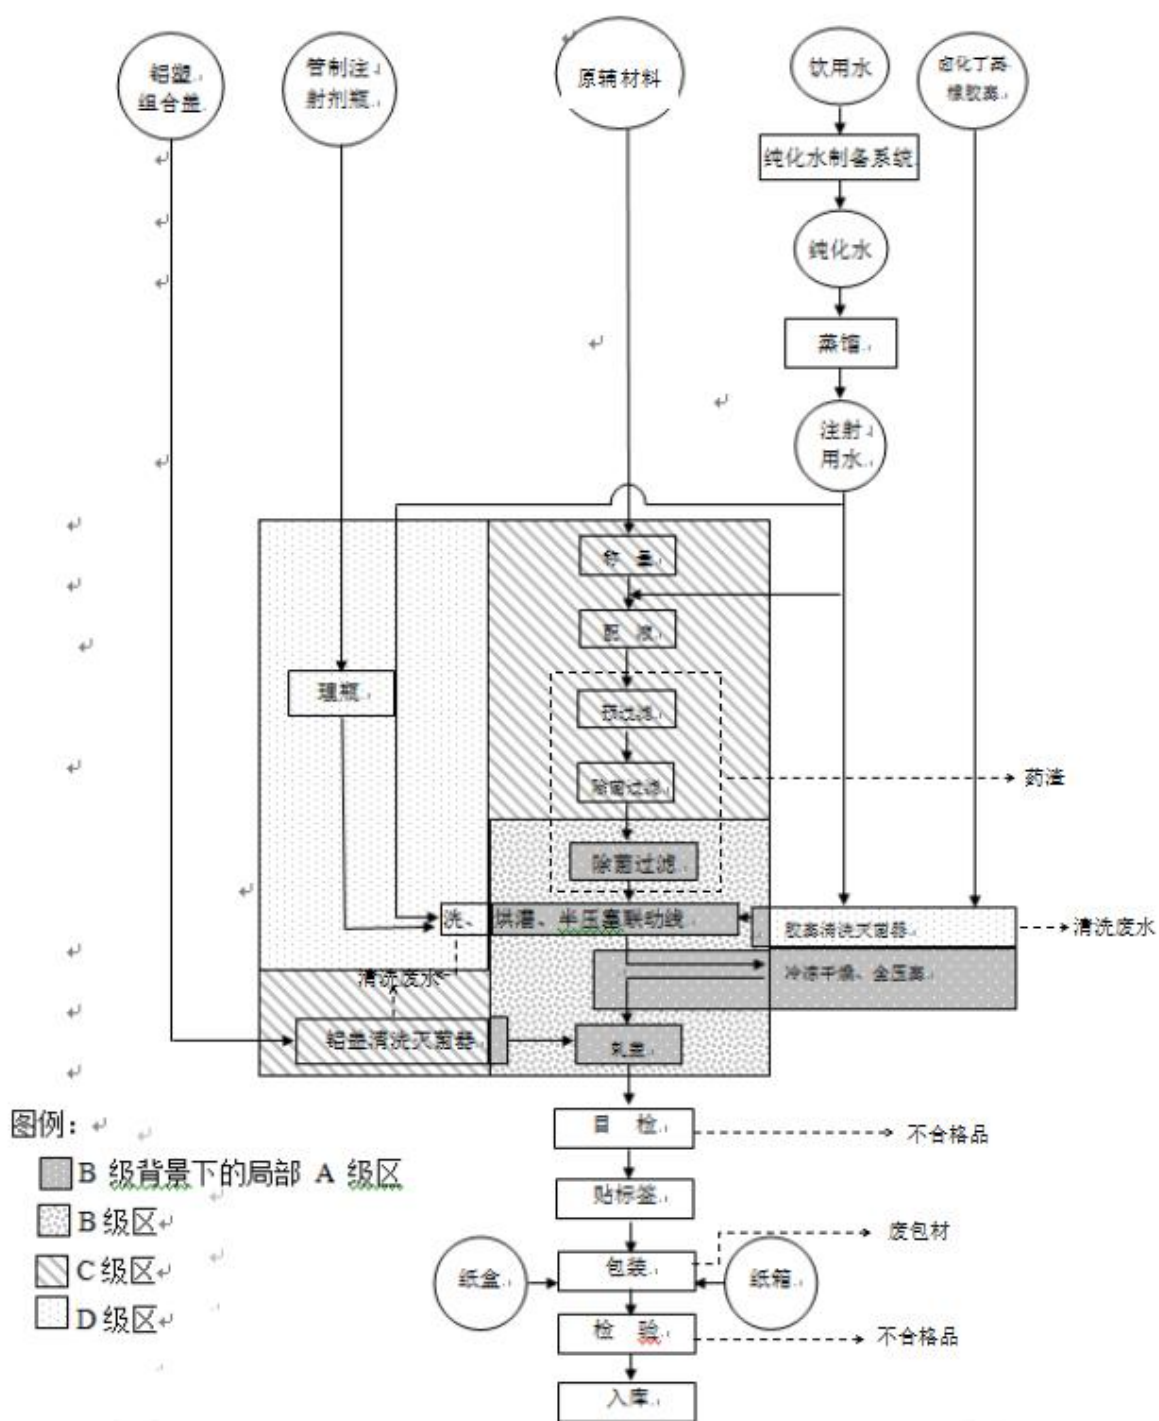 铝塑
组合盖
管制注
射剂瓶
原辅材料
饮用水
卤化丁基
橡胶塞
纯化水制备系统
纯化水
蒸馏
注射
用水
称 量
配 液
理瓶
预过滤
除菌过滤
药渣
除菌过滤
洗、烘灌、半压塞联动线
胶塞清洗灭菌器
清洗废水
清洗废水
冷冻干燥、全压塞
铝盖清洗灭菌器
轧盖
图例：
目 检
不合格品
B 级背景下的局部 A 级区
贴标签
B 级区
废包材
C 级区
纸盒
包装
纸箱
D 级区
检 验
不合格品
入库